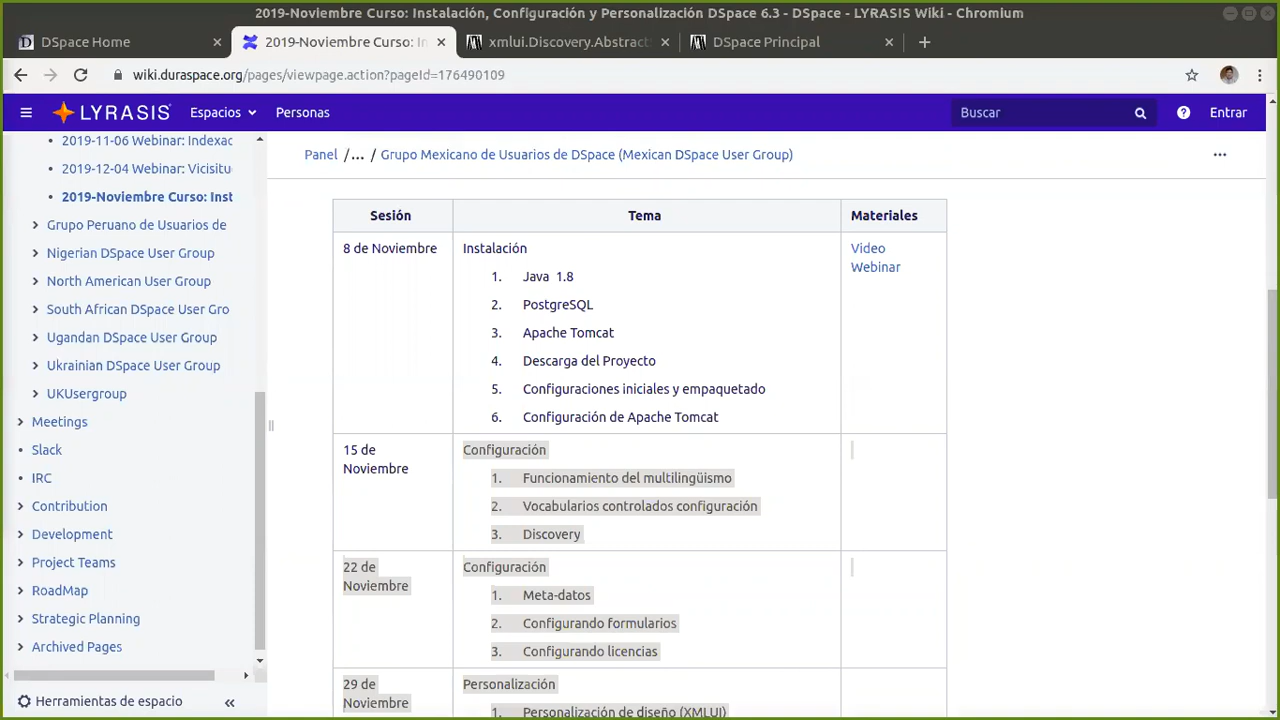 2019-Noviembre Curso: Instalación, Configuración y Personalización DSpace 6.3 - DSpace - LYRASIS Wiki - Chromium
DSpace Home
2019-Noviembre Curso: In
xmlui.Discovery.Abstract
DSpace Principal
wiki.duraspace.org/pages/viewpage.action?pageId=176490109
LYRASIS
Espacios
Personas
Buscar
Entrar
2019-11-06 Webinar: Indexac
2019-12-04 Webinar: Vicisitu
2019-Noviembre Curso: Inst
Grupo Peruano de Usuarios de
Nigerian DSpace User Group
North American User Group
South African DSpace User Gro
Ugandan DSpace User Group
Ukrainian DSpace User Group
UKUsergroup
Meetings
Slack
IRC
Contribution
Development
Project Teams
RoadMap
Strategic Planning
Archived Pages
Herramientas de espacio
Panel /... / Grupo Mexicano de Usuarios de DSpace (Mexican DSpace User Group)
Sesión Tema Materiales
8 de Noviembre
Instalación
1. Java 1.8
2. PostgreSQL
3. Apache Tomcat
4. Descarga del Proyecto
5. Configuraciones iniciales y empaquetado
6. Configuración de Apache Tomcat
Video
Webinar
15 de
Noviembre
Configuración
1. Funcionamiento del multilingüismo
2. Vocabularios controlados configuración
3. Discovery
22 de
Noviembre
Configuración
1. Meta-datos
2. Configurando formularios
3. Configurando licencias
29 de
Noviembre
Personalización
1. Personalización de diseño (XMLUI)